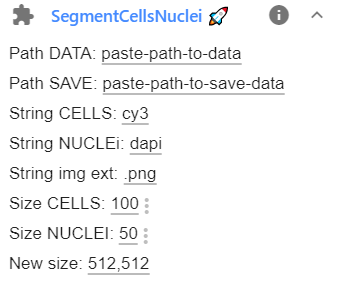 SegmentCellsNuclei 🚀
Path DATA: paste-path-to-data
Path SAVE: paste-path-to-save-data
String CELLS: cy3
String NUCLEi: dapi
String img ext: .png
Size CELLS: 100
Size NUCLEI: 50
New size: 512,512